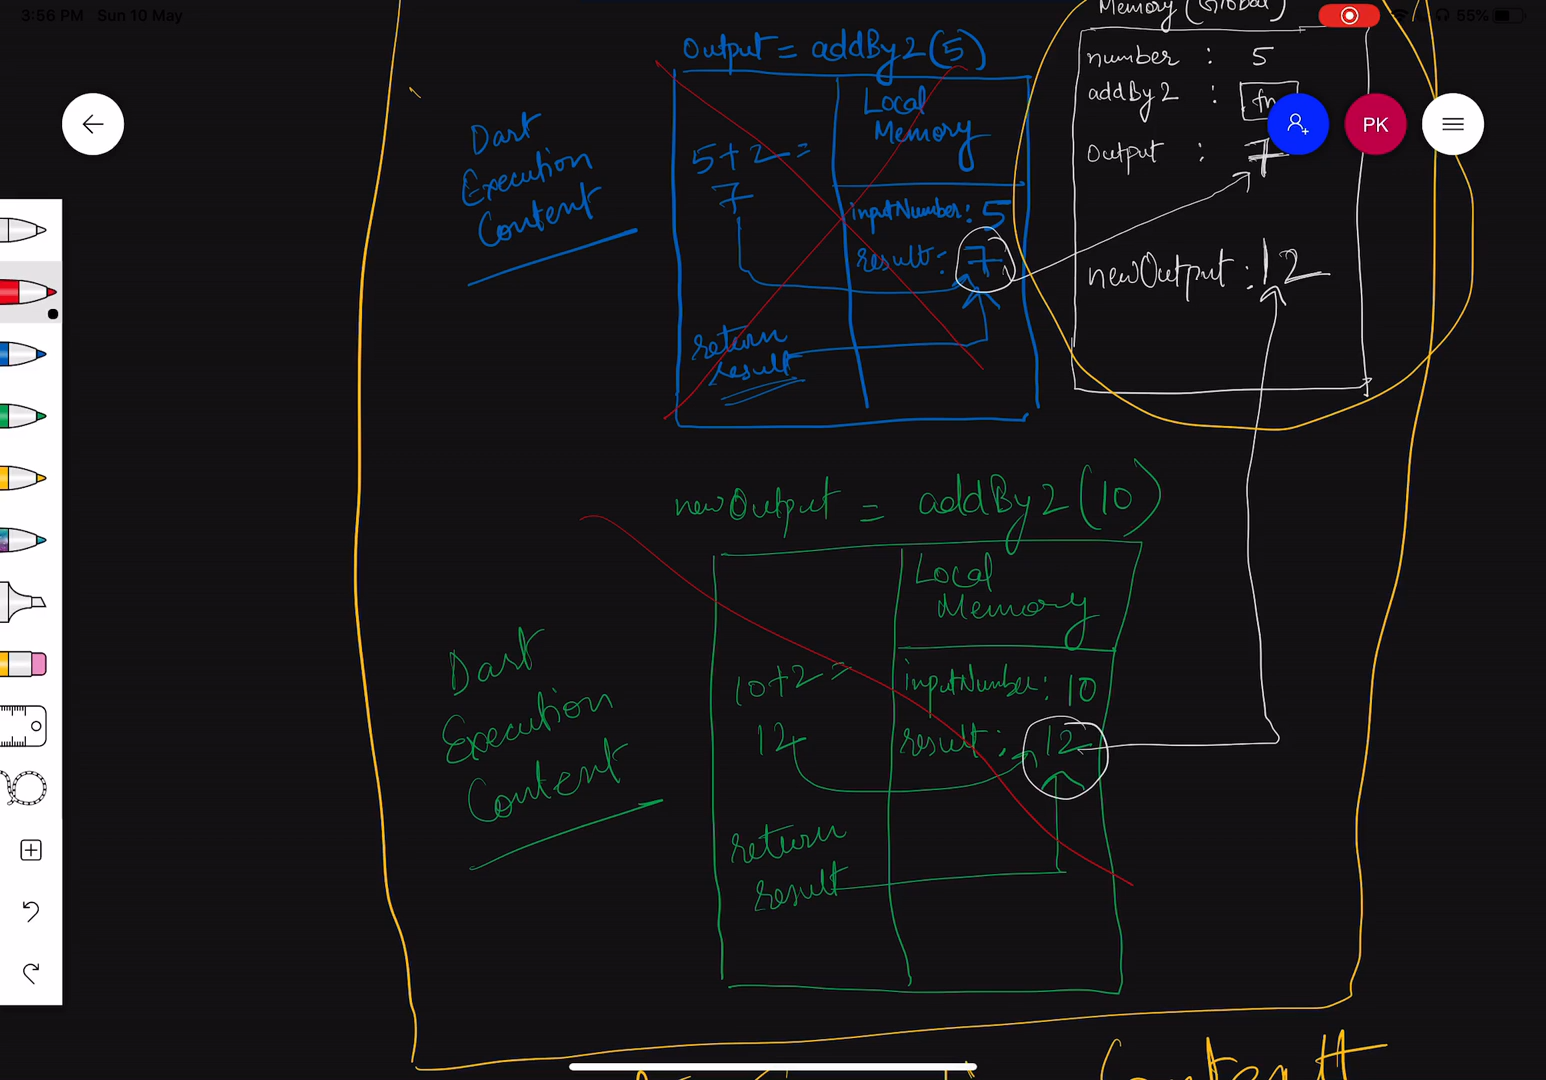 3:56 PM Sun 10 May
55%
Memory (Global)
number : 5
addBy2 : fn
Output : 7
newOutput : 12
PK
Output = addBy2(5)
Local
Memory
5+2=
7
inputNumber: 5
result: 7
return
result
Dart
Execution
Content
newOutput = addBy2(10)
Local
Memory
10+2=
12
inputNumber: 10
result: 12
return
result
Dart
Execution
Content